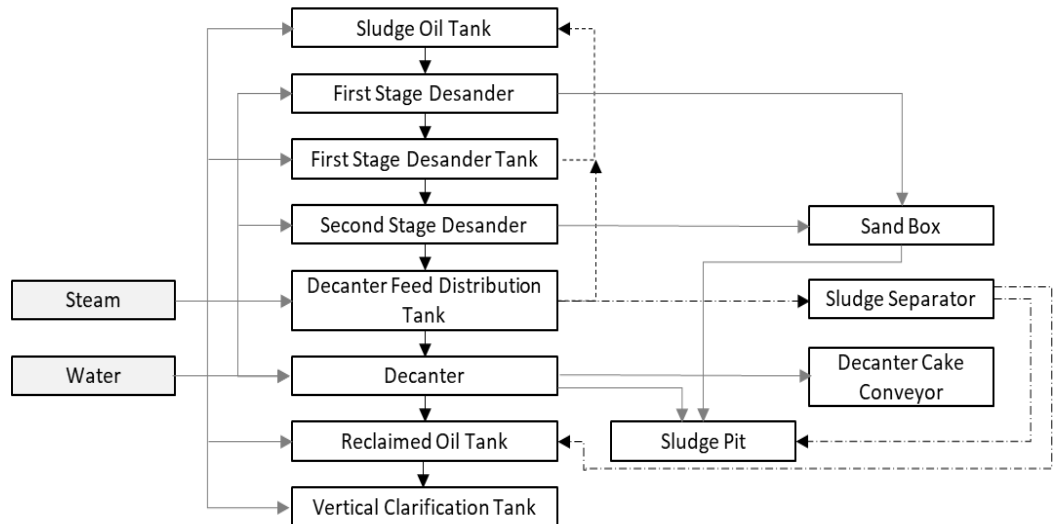 Sludge Oil Tank
First Stage Desander
First Stage Desander Tank
Second Stage Desander
Sand Box
Steam
Decanter Feed Distribution
Tank
Sludge Separator
Water
Decanter
Decanter Cake
Conveyor
Reclaimed Oil Tank
Sludge Pit
Vertical Clarification Tank